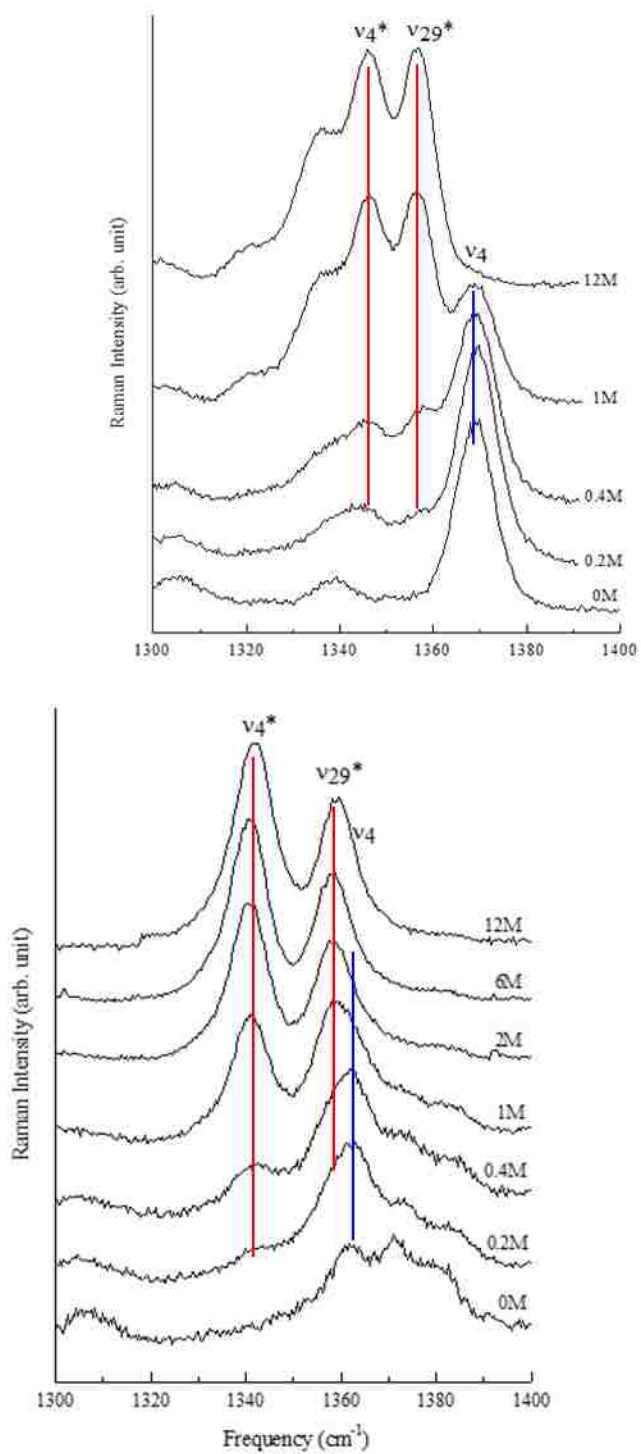 ν4* ν29*
ν4
12M
1M
0.4M
0.2M
0M
Raman Intensity (arb. unit)
1300 1320 1340 1360 1380 1400
ν4*
ν29*
ν4
12M
6M
2M
1M
0.4M
0.2M
0M
Raman Intensity (arb. unit)
1300 1320 1340 1360 1380 1400
Frequency (cm-1)